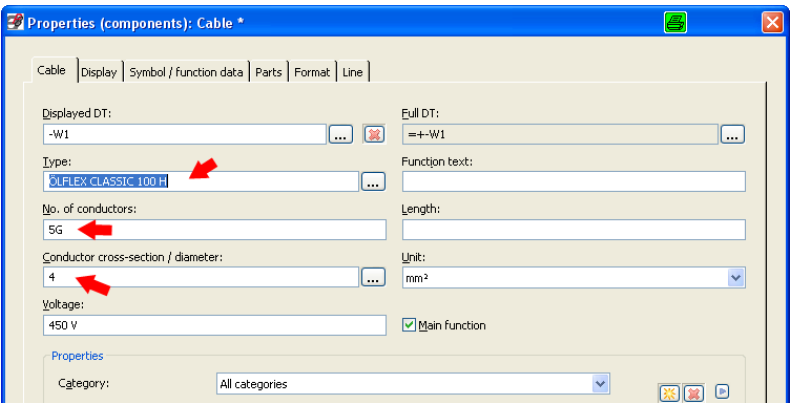 Properties (components): Cable *
Cable Display Symbol / function data Parts Format Line
Displayed DT: Full DT:
-W1 ... =+-W1 ...
Type: Function text:
ÖLFLEX CLASSIC 100 H ...
No. of conductors: Length:
5G
Conductor cross-section / diameter: Unit:
4 ... mm²
Voltage:
450 V Main function
Properties
Category: All categories